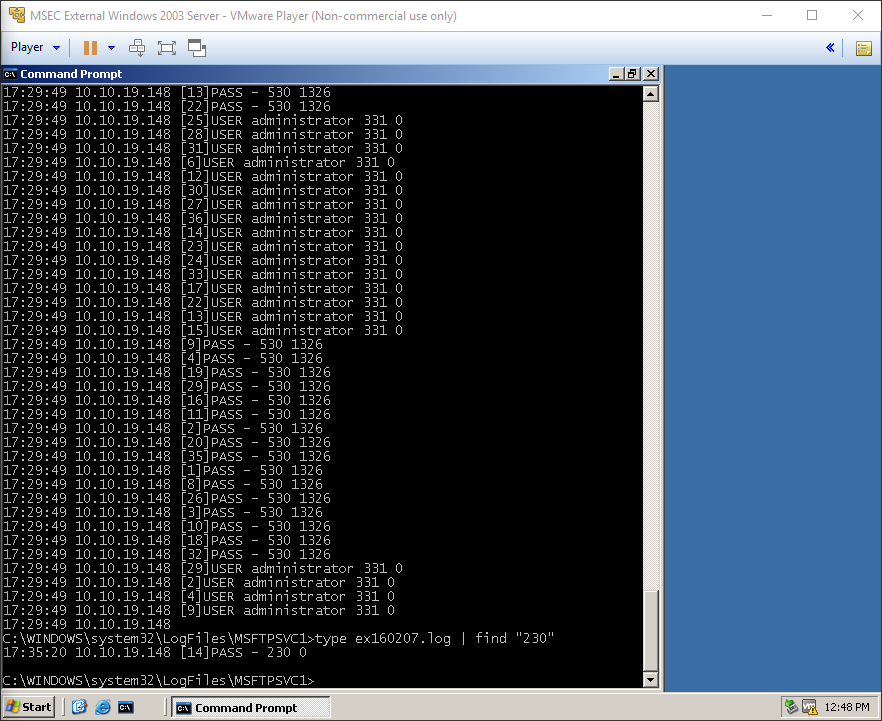 MSEC External Windows 2003 Server - VMware Player (Non-commercial use only)
Player
Command Prompt
17:29:49 10.10.19.148 [13]PASS - 530 1326
17:29:49 10.10.19.148 [22]PASS - 530 1326
17:29:49 10.10.19.148 [25]USER administrator 331 0
17:29:49 10.10.19.148 [28]USER administrator 331 0
17:29:49 10.10.19.148 [31]USER administrator 331 0
17:29:49 10.10.19.148 [6]USER administrator 331 0
17:29:49 10.10.19.148 [12]USER administrator 331 0
17:29:49 10.10.19.148 [30]USER administrator 331 0
17:29:49 10.10.19.148 [27]USER administrator 331 0
17:29:49 10.10.19.148 [36]USER administrator 331 0
17:29:49 10.10.19.148 [14]USER administrator 331 0
17:29:49 10.10.19.148 [23]USER administrator 331 0
17:29:49 10.10.19.148 [24]USER administrator 331 0
17:29:49 10.10.19.148 [33]USER administrator 331 0
17:29:49 10.10.19.148 [17]USER administrator 331 0
17:29:49 10.10.19.148 [22]USER administrator 331 0
17:29:49 10.10.19.148 [13]USER administrator 331 0
17:29:49 10.10.19.148 [15]USER administrator 331 0
17:29:49 10.10.19.148 [9]PASS - 530 1326
17:29:49 10.10.19.148 [4]PASS - 530 1326
17:29:49 10.10.19.148 [19]PASS - 530 1326
17:29:49 10.10.19.148 [29]PASS - 530 1326
17:29:49 10.10.19.148 [16]PASS - 530 1326
17:29:49 10.10.19.148 [11]PASS - 530 1326
17:29:49 10.10.19.148 [2]PASS - 530 1326
17:29:49 10.10.19.148 [20]PASS - 530 1326
17:29:49 10.10.19.148 [35]PASS - 530 1326
17:29:49 10.10.19.148 [1]PASS - 530 1326
17:29:49 10.10.19.148 [8]PASS - 530 1326
17:29:49 10.10.19.148 [26]PASS - 530 1326
17:29:49 10.10.19.148 [3]PASS - 530 1326
17:29:49 10.10.19.148 [10]PASS - 530 1326
17:29:49 10.10.19.148 [18]PASS - 530 1326
17:29:49 10.10.19.148 [32]PASS - 530 1326
17:29:49 10.10.19.148 [29]USER administrator 331 0
17:29:49 10.10.19.148 [2]USER administrator 331 0
17:29:49 10.10.19.148 [4]USER administrator 331 0
17:29:49 10.10.19.148 [9]USER administrator 331 0
17:29:49 10.10.19.148
C:\WINDOWS\system32\LogFiles\MSFTPSVC1>type ex160207.log | find "230"
17:35:20 10.10.19.148 [14]PASS - 230 0
C:\WINDOWS\system32\LogFiles\MSFTPSVC1>
Start
Command Prompt
12:48 PM